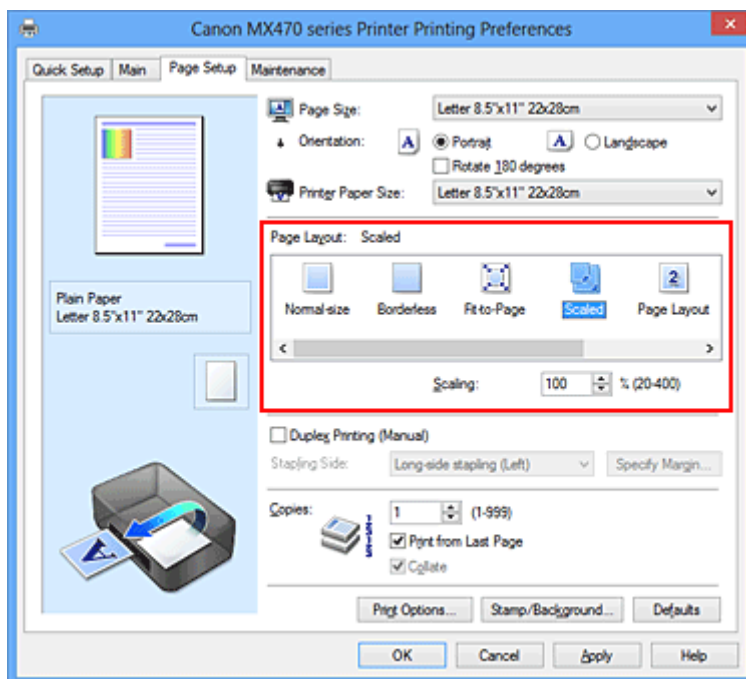 Canon MX470 series Printer Printing Preferences
Quick Setup Main Page Setup Maintenance
Page Size: Letter 8.5"x11" 22x28cm
Orientation: A Portrait A Landscape
Rotate 180 degrees
Printer Paper Size: Letter 8.5"x11" 22x28cm
Page Layout: Scaled
2
Normal-size Borderless Fit-to-Page Scaled Page Layout
Scaling: 100 % (20-400)
Plain Paper
Letter 8.5"x11" 22x28cm
Duplex Printing (Manual)
Stapling Side: Long-side stapling (Left) Specify Margin...
Copies: 1 (1-999)
Print from Last Page
Collate
A
Print Options... Stamp/Background... Defaults
OK Cancel Apply Help